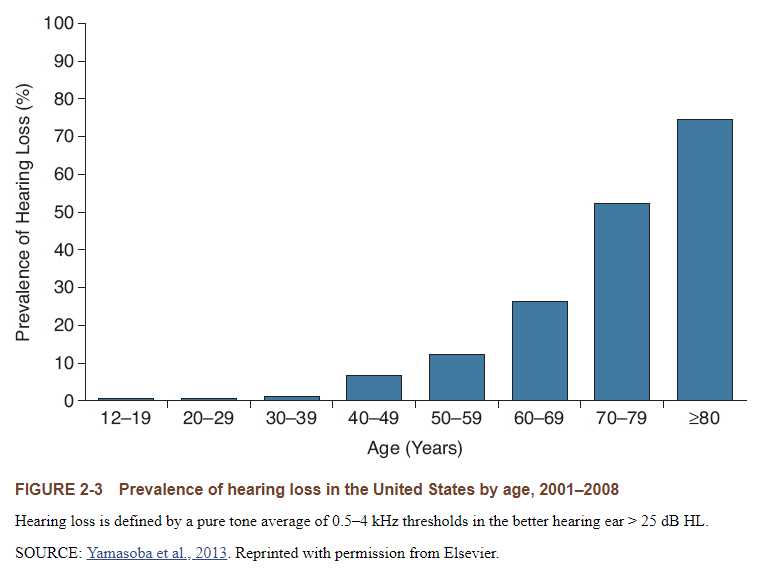 Prevalence of Hearing Loss (%)
100
90
80
70
60
50
40
30
20
10
0
12–19 20–29 30–39 40–49 50–59 60–69 70–79 ≥80
Age (Years)
FIGURE 2-3 Prevalence of hearing loss in the United States by age, 2001–2008
Hearing loss is defined by a pure tone average of 0.5–4 kHz thresholds in the better hearing ear > 25 dB HL.
SOURCE: Yamasoba et al., 2013. Reprinted with permission from Elsevier.